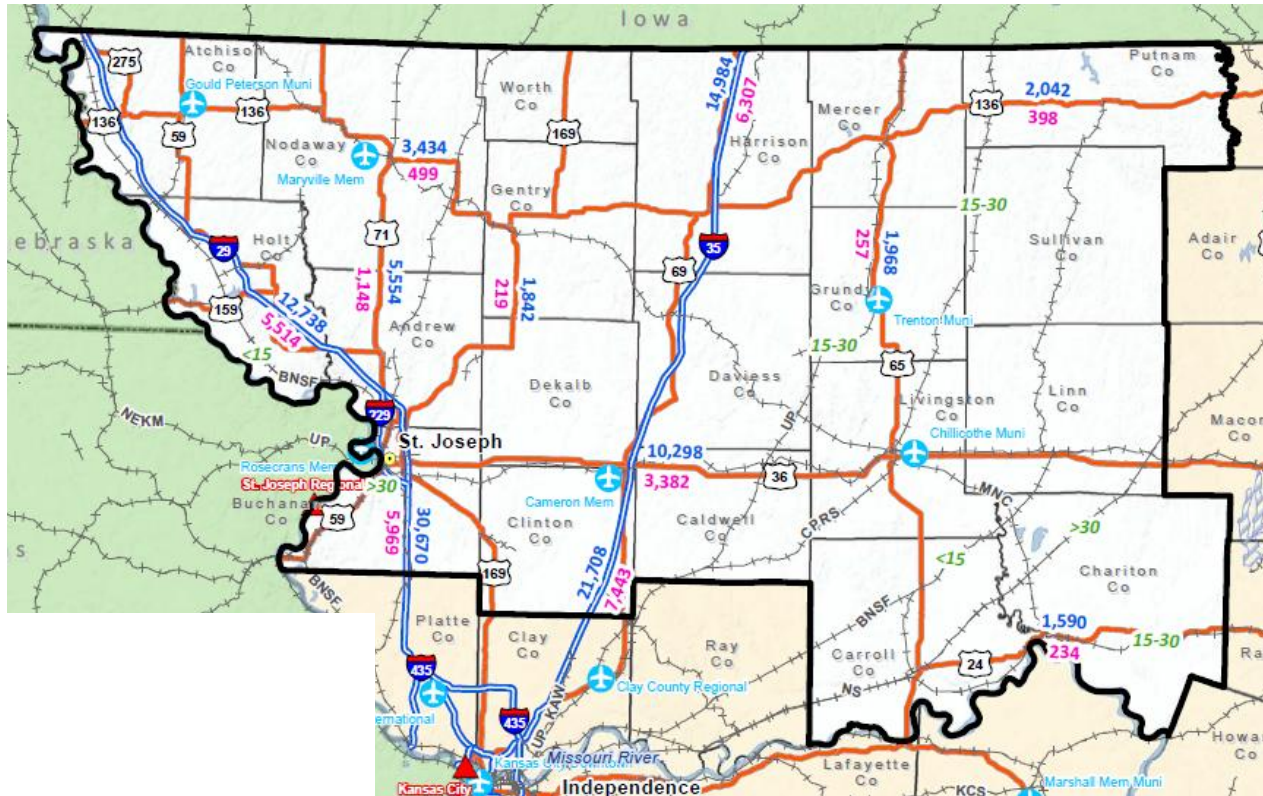 Iowa
Putnam
Co
Atchison
Co
275
Gould Peterson Muni
136
136
59
Worth
Co
169
14,984
6,307
Harrison
Co
Mercer
Co
136
2,042
398
Nodaway
Co
Maryville Mem
3,434
499
Gentry
Co
15-30
Sullivan
Co
Adair
Co
ebraska
Holt
Co
29
71
35
257
1,968
69
Grundy
Co
Trenton Muni
159
12,738
5,514
1,148
5,554
219
1,842
Andrew
Co
<15
BNSF
15-30
65
Dekalb
Co
Daviess
Co
Livingston
Co
Linn
Co
Macon
Co
NEKM
UP
229
St. Joseph
UP
Chillicothe Muni
Rosecrans Mem
St. Joseph Regional
>30
10,298
3,382
36
Cameron Mem
Buchanan
Co
59
5,969
30,670
Clinton
Co
Caldwell
Co
CPRS
MNC
>30
s
BNSF
169
21,708
7,443
<15
Chariton
Co
Platte
Co
Clay
Co
Ray
Co
BNSF
Carroll
Co
1,590
234
15-30
24
Ra
435
Clay County Regional
NS
ernational
435
UP
KAW
Missouri River
Kansas City Downtown
Kansas City
Independence
Lafayette
Co
Howa
Co
KCS
Marshall Mem Muni